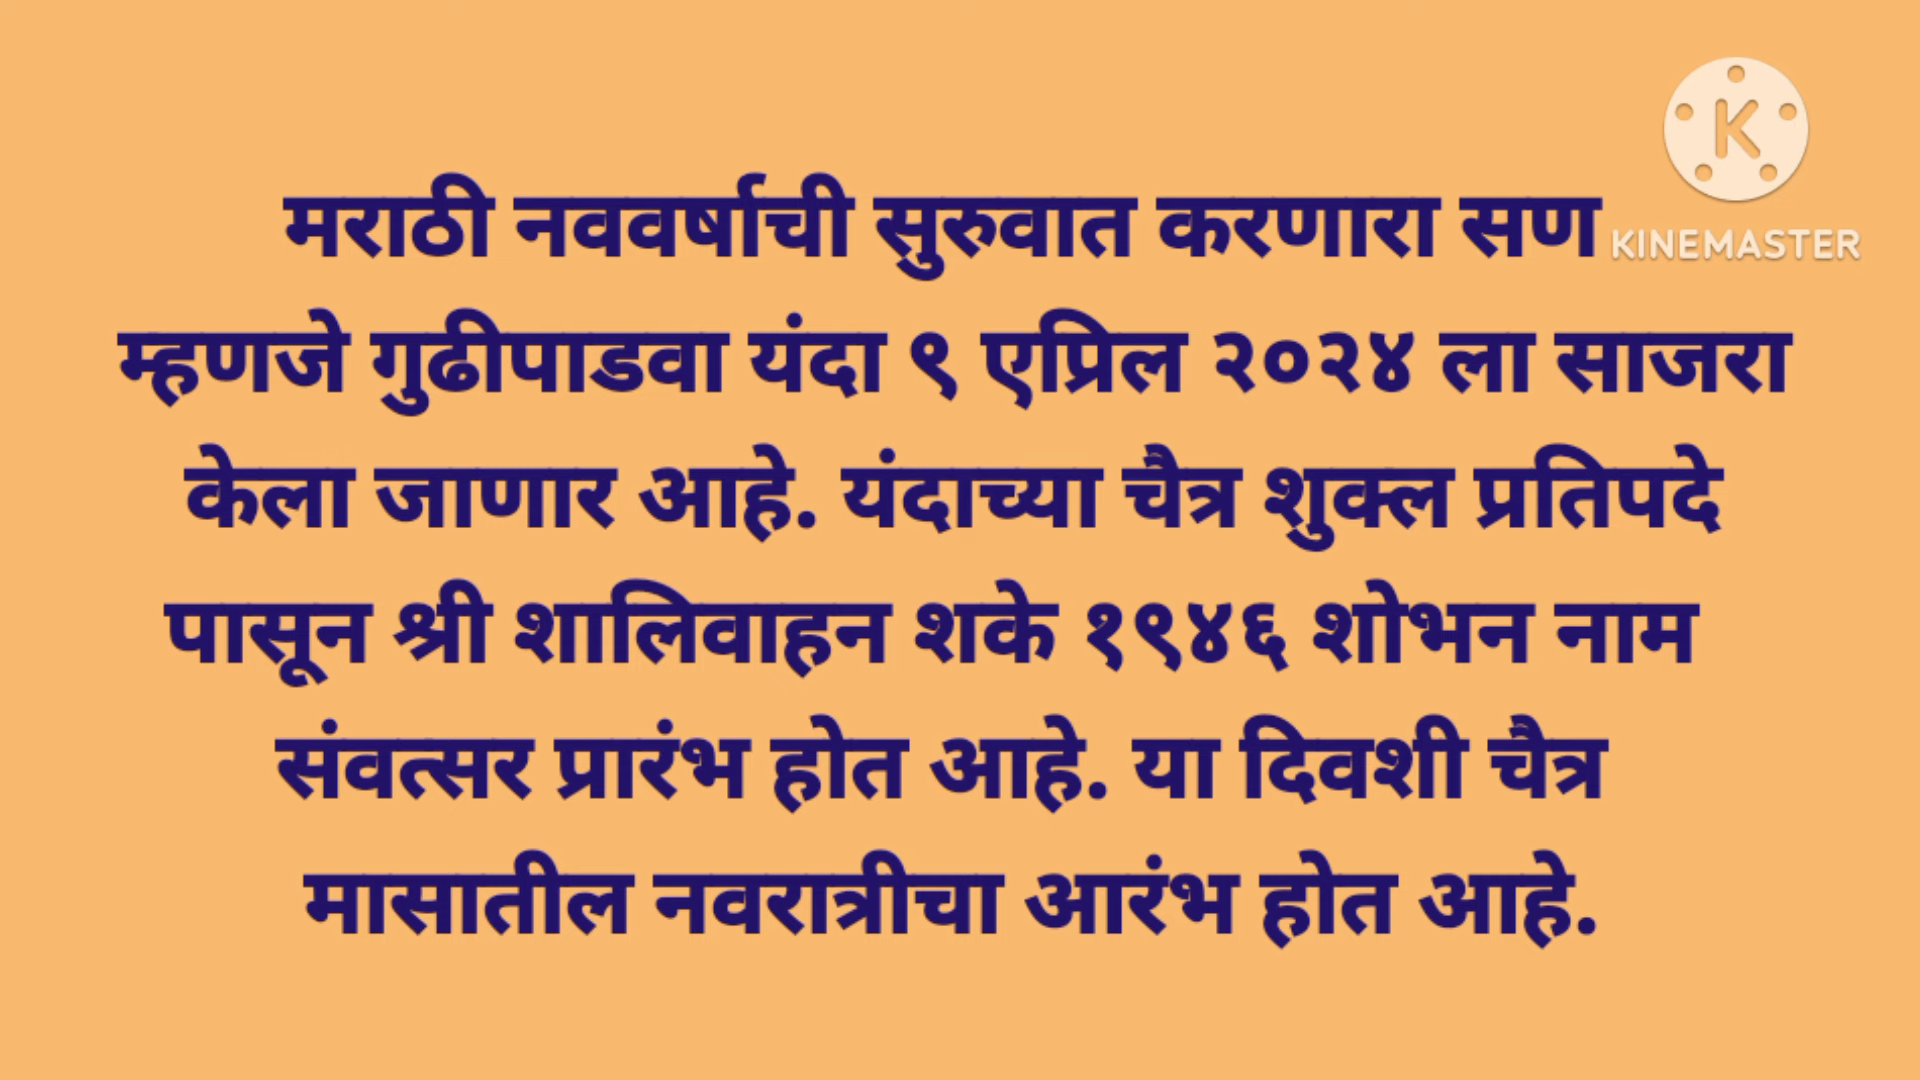 मराठी नववर्षाची सुरुवात करणारा सण
म्हणजे गुढीपाडवा यंदा ९ एप्रिल २०२४ ला साजरा
केला जाणार आहे. यंदाच्या चैत्र शुक्ल प्रतिपदे
पासून श्री शालिवाहन शके १९४६ शोभन नाम
संवत्सर प्रारंभ होत आहे. या दिवशी चैत्र
मासातील नवरात्रीचा आरंभ होत आहे.
K
KINEMASTER